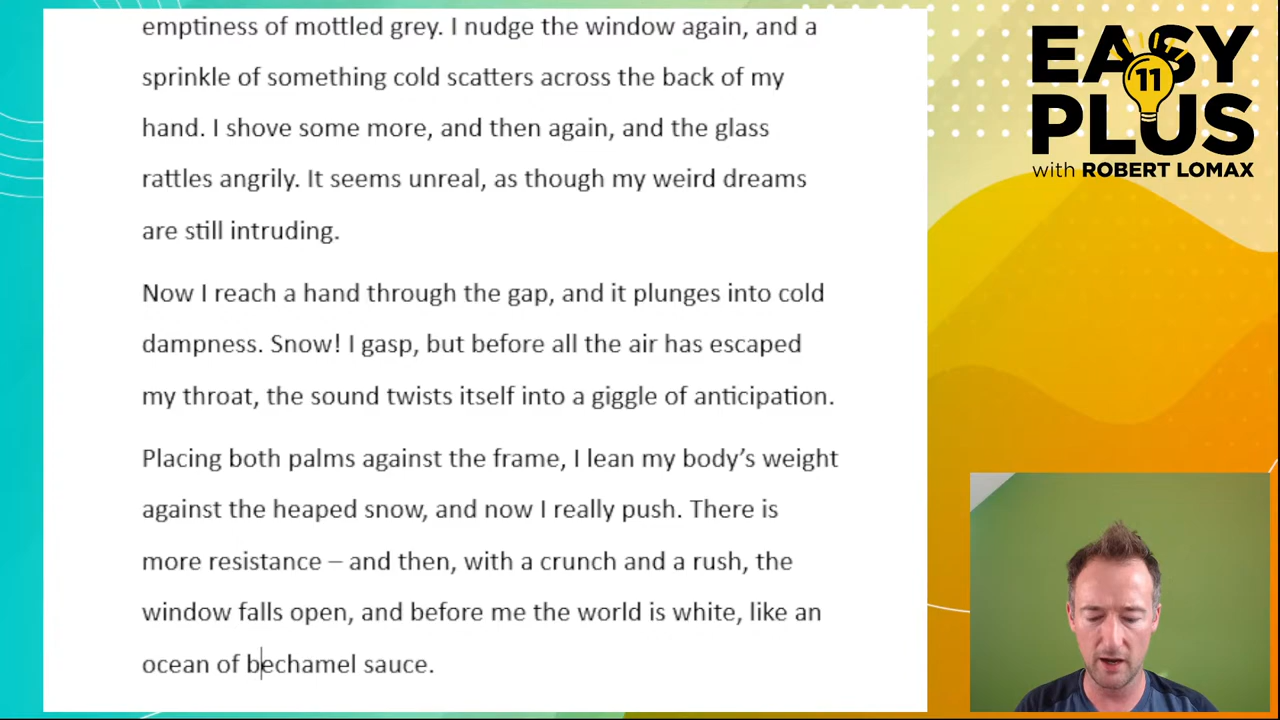 emptiness of mottled grey. I nudge the window again, and a
sprinkle of something cold scatters across the back of my
hand. I shove some more, and then again, and the glass
rattles angrily. It seems unreal, as though my weird dreams
are still intruding.
Now I reach a hand through the gap, and it plunges into cold
dampness. Snow! I gasp, but before all the air has escaped
my throat, the sound twists itself into a giggle of anticipation.
Placing both palms against the frame, I lean my body’s weight
against the heaped snow, and now I really push. There is
more resistance – and then, with a crunch and a rush, the
window falls open, and before me the world is white, like an
ocean of bechamel sauce.
EASY
11
PLUS
with ROBERT LOMAX